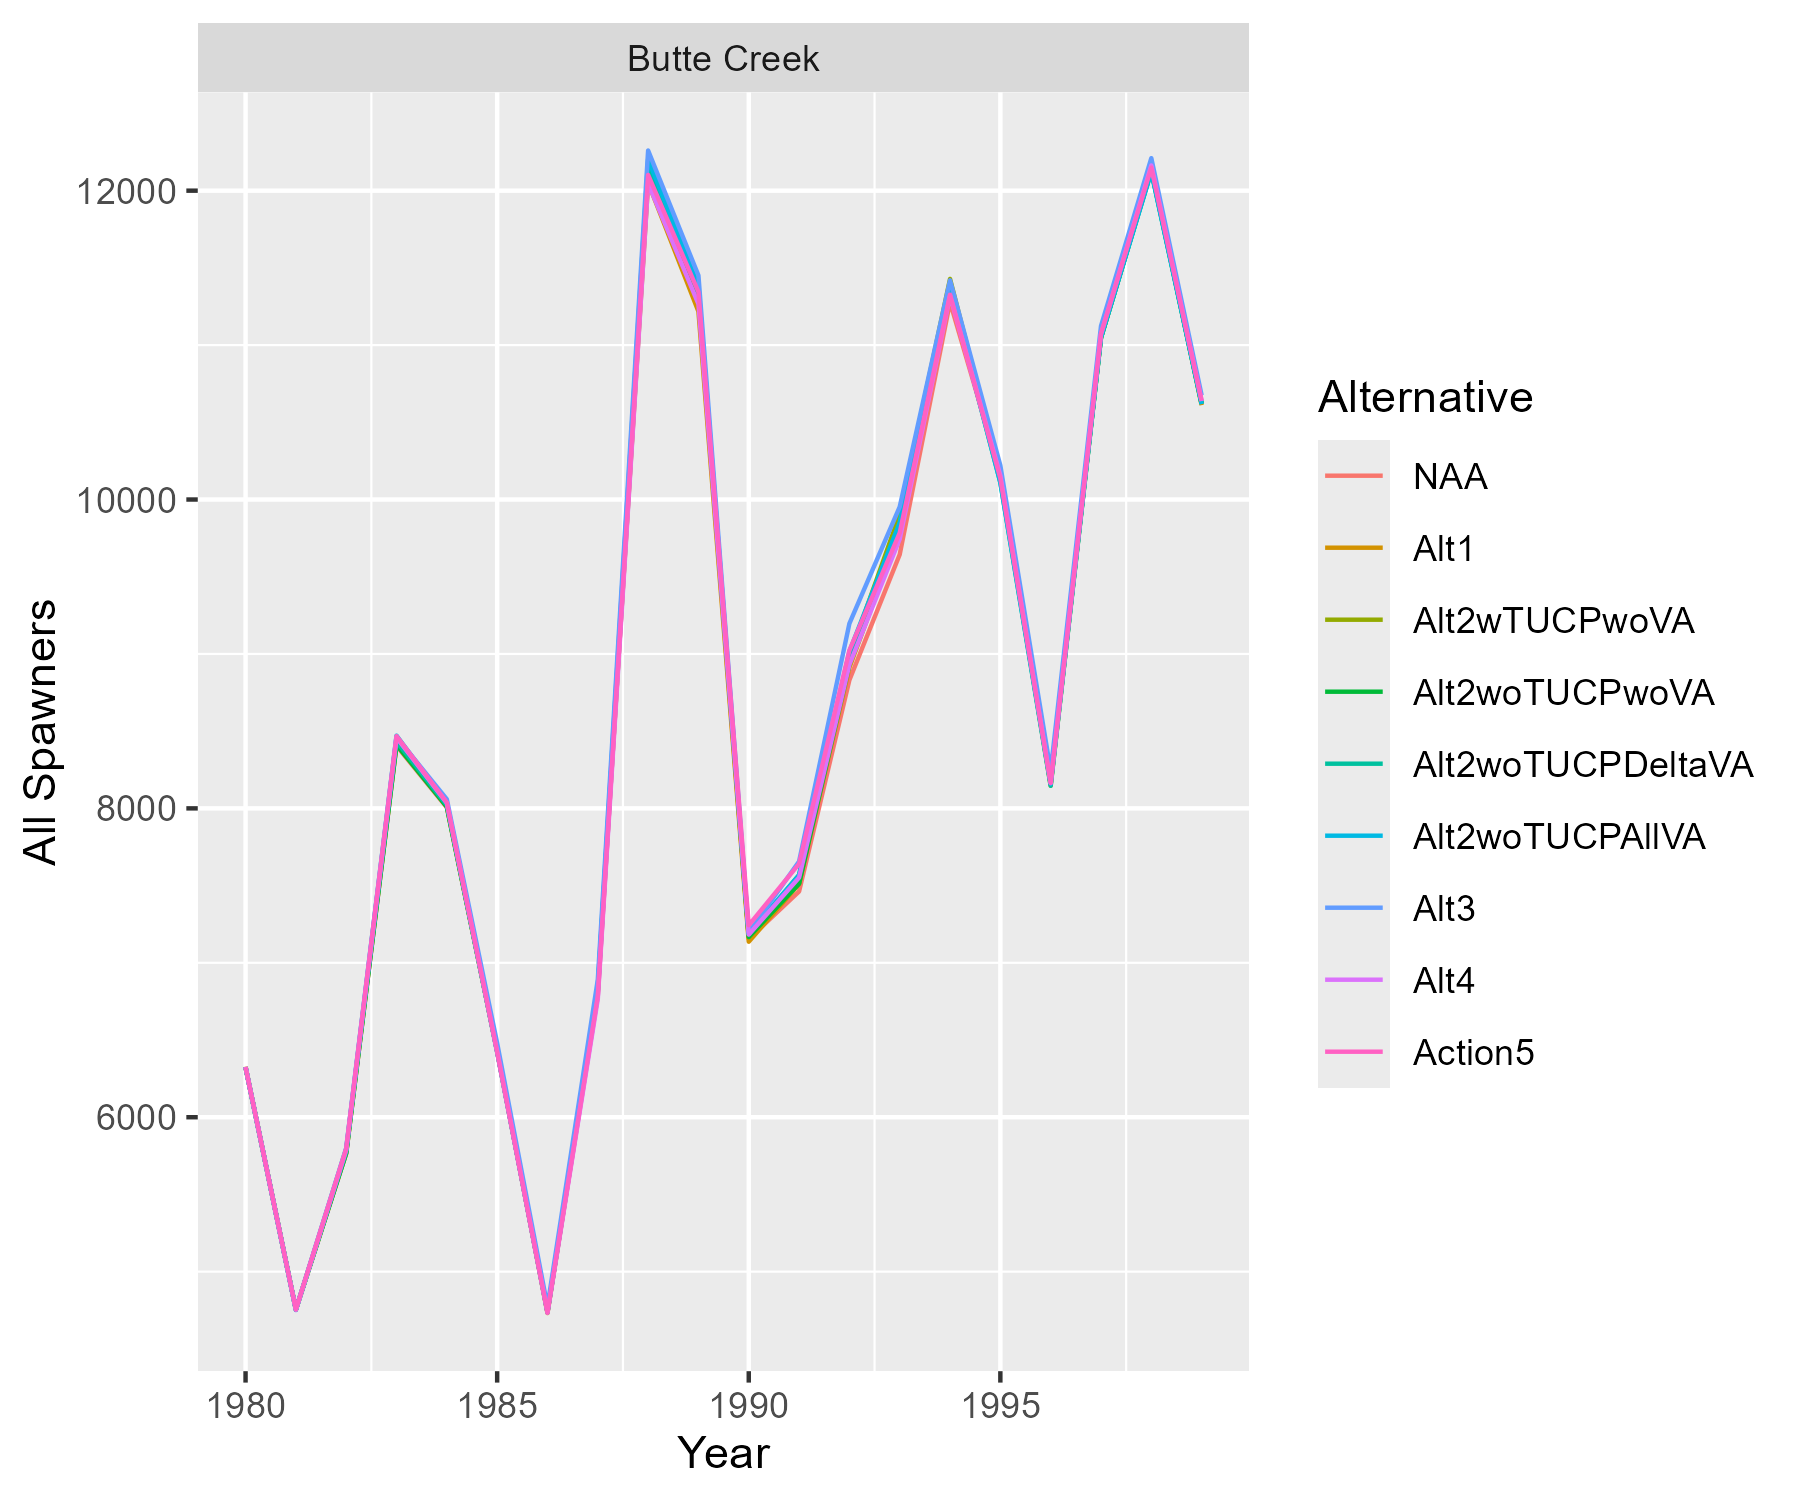 Butte Creek
12000
10000
8000
6000
All Spawners
1980 1985 1990 1995
Year
Alternative
NAA
Alt1
Alt2wTUCPwoVA
Alt2woTUCPwoVA
Alt2woTUCPDeltaVA
Alt2woTUCPAllVA
Alt3
Alt4
Action5